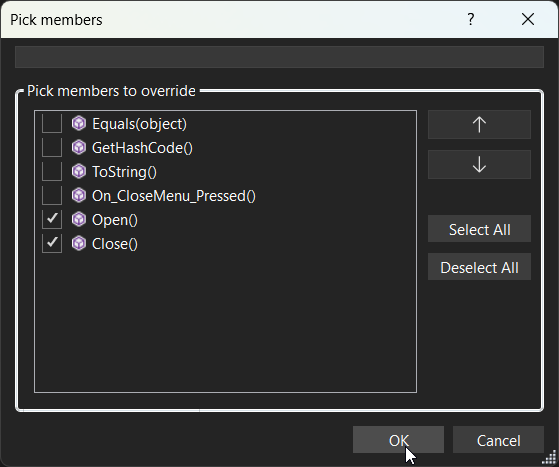 Pick members
?
Pick members to override
Equals(object)
GetHashCode()
ToString()
On_CloseMenu_Pressed()
Open()
Close()
Select All
Deselect All
OK
Cancel